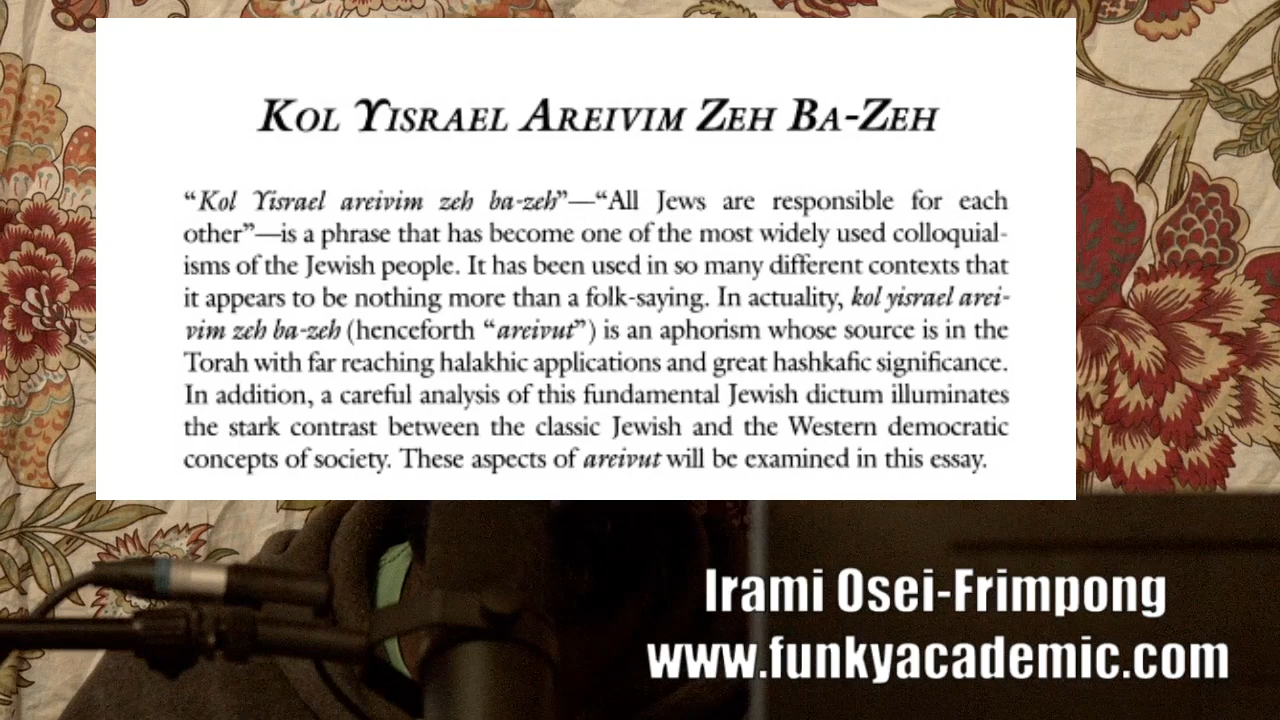 KOL YISRAEL AREIVIM ZEH BA-ZEH
“Kol Yisrael areivim zeh ba-zeh”—“All Jews are responsible for each
other”—is a phrase that has become one of the most widely used colloquial-
isms of the Jewish people. It has been used in so many different contexts that
it appears to be nothing more than a folk-saying. In actuality, kol yisrael arei-
vim zeh ba-zeh (henceforth “areivut”) is an aphorism whose source is in the
Torah with far reaching halakhic applications and great hashkafic significance.
In addition, a careful analysis of this fundamental Jewish dictum illuminates
the stark contrast between the classic Jewish and the Western democratic
concepts of society. These aspects of areivut will be examined in this essay.
Irami Osei-Frimpong
www.funkyacademic.com